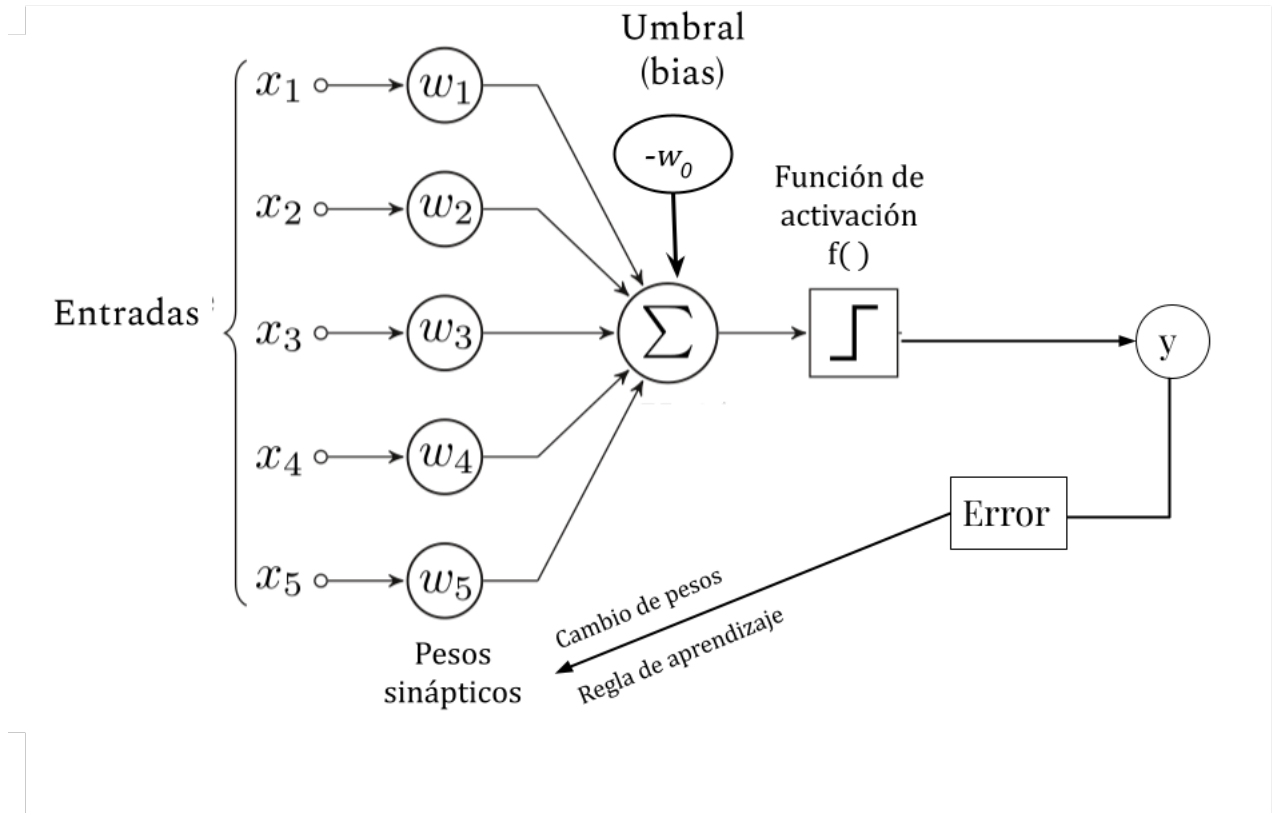 Umbral
(bias)
-w₀
Función de
activación
f( )
Entradas
x₁
w₁
x₂
w₂
x₃
w₃
Σ
y
x₄
w₄
x₅
w₅
Error
Cambio de pesos
Regla de aprendizaje
Pesos
sinápticos